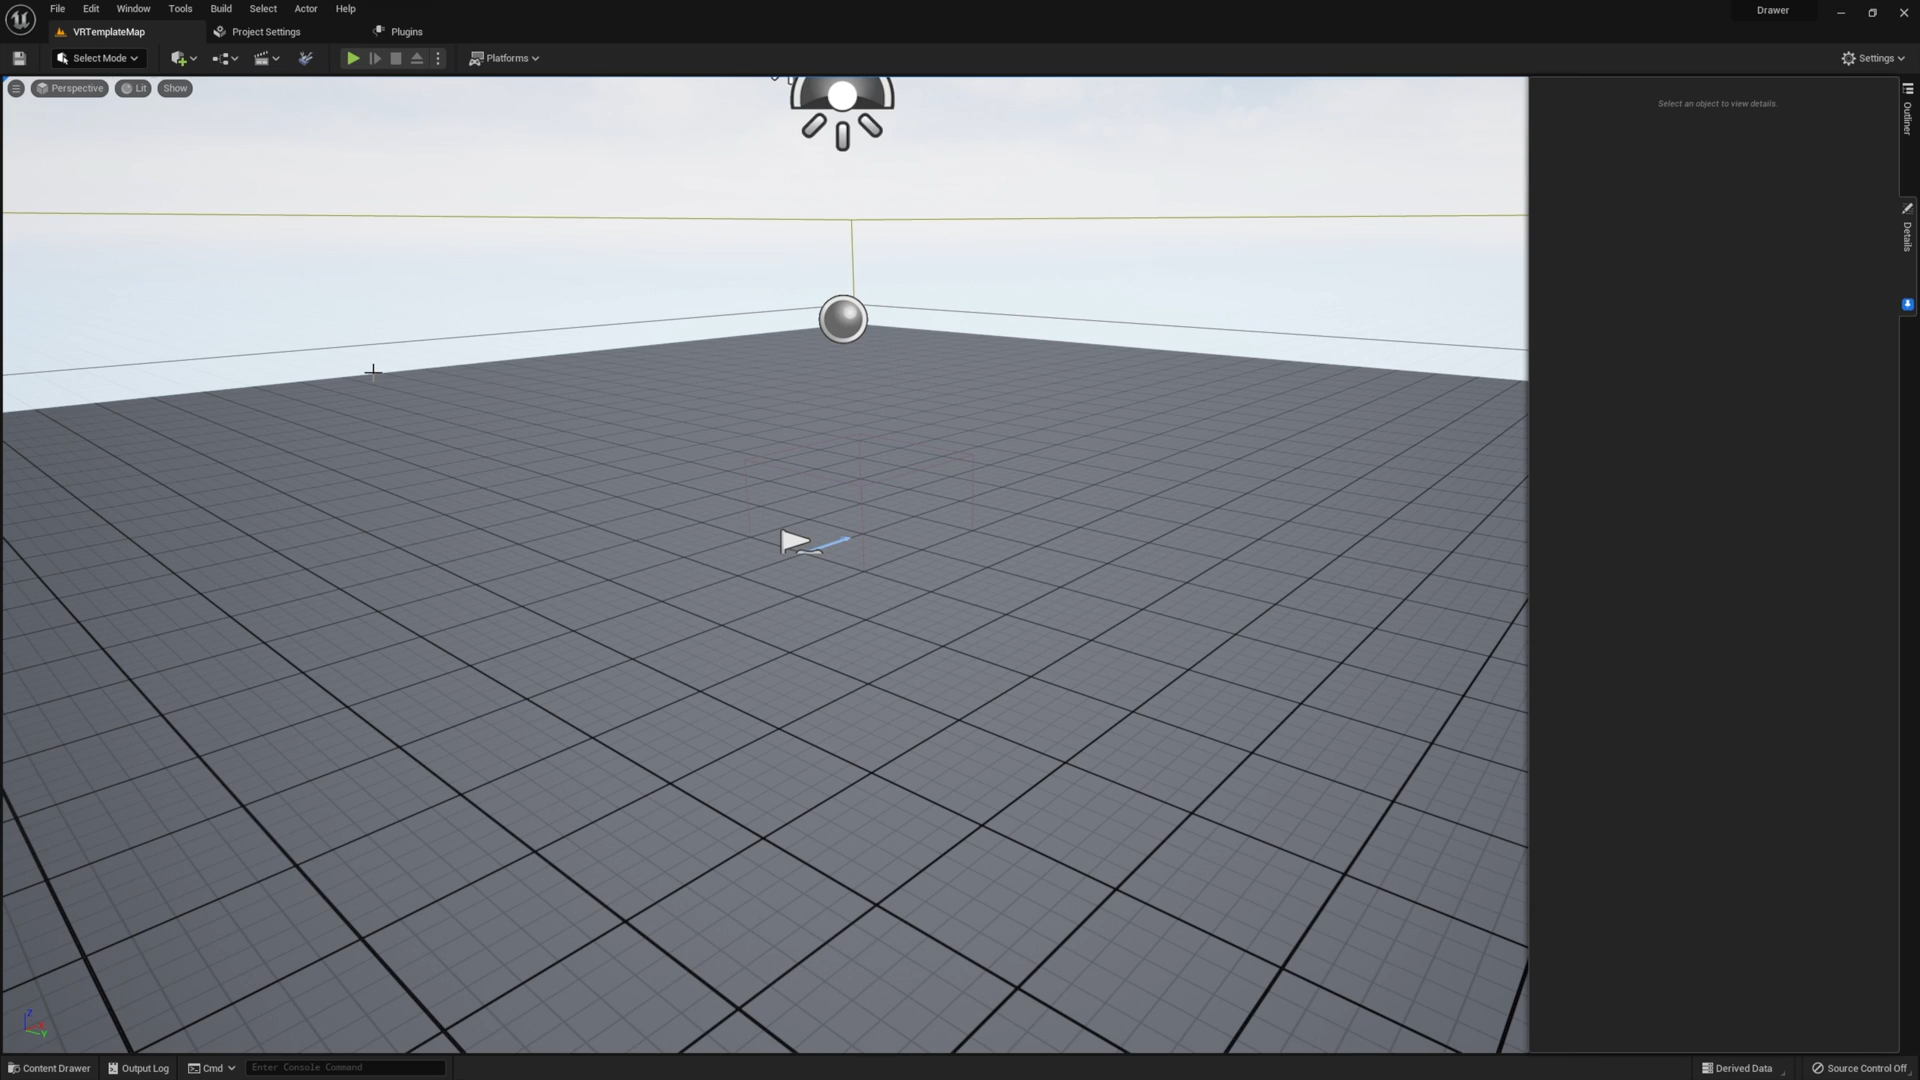 File Edit Window Tools Build Select Actor Help
Drawer
VRTemplateMap Project Settings Plugins
Select Mode Platforms Settings
Perspective Lit Show
Select an object to view details.
Outliner
Details
Z
X
Y
Content Drawer Output Log Cmd Enter Console Command Derived Data Source Control Off